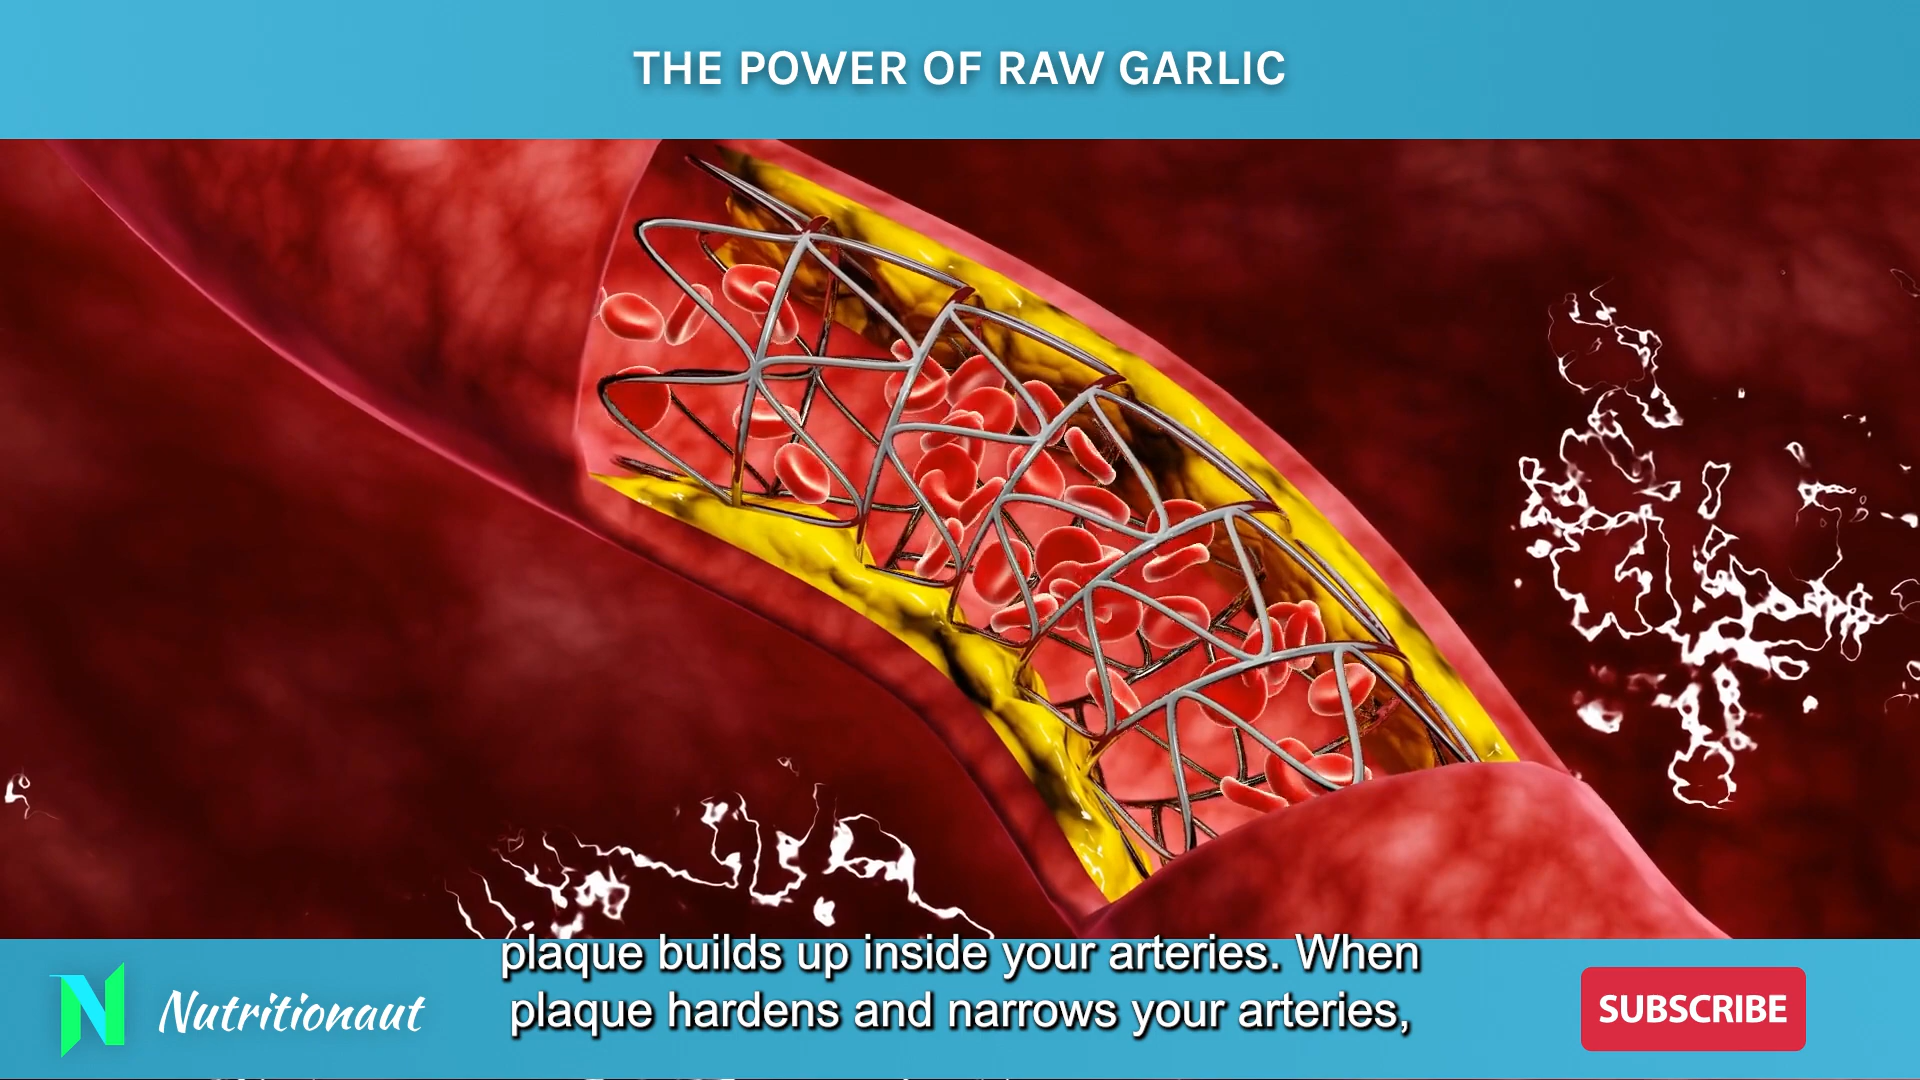 THE POWER OF RAW GARLIC
plaque builds up inside your arteries. When
plaque hardens and narrows your arteries,
Nutritionaut
SUBSCRIBE